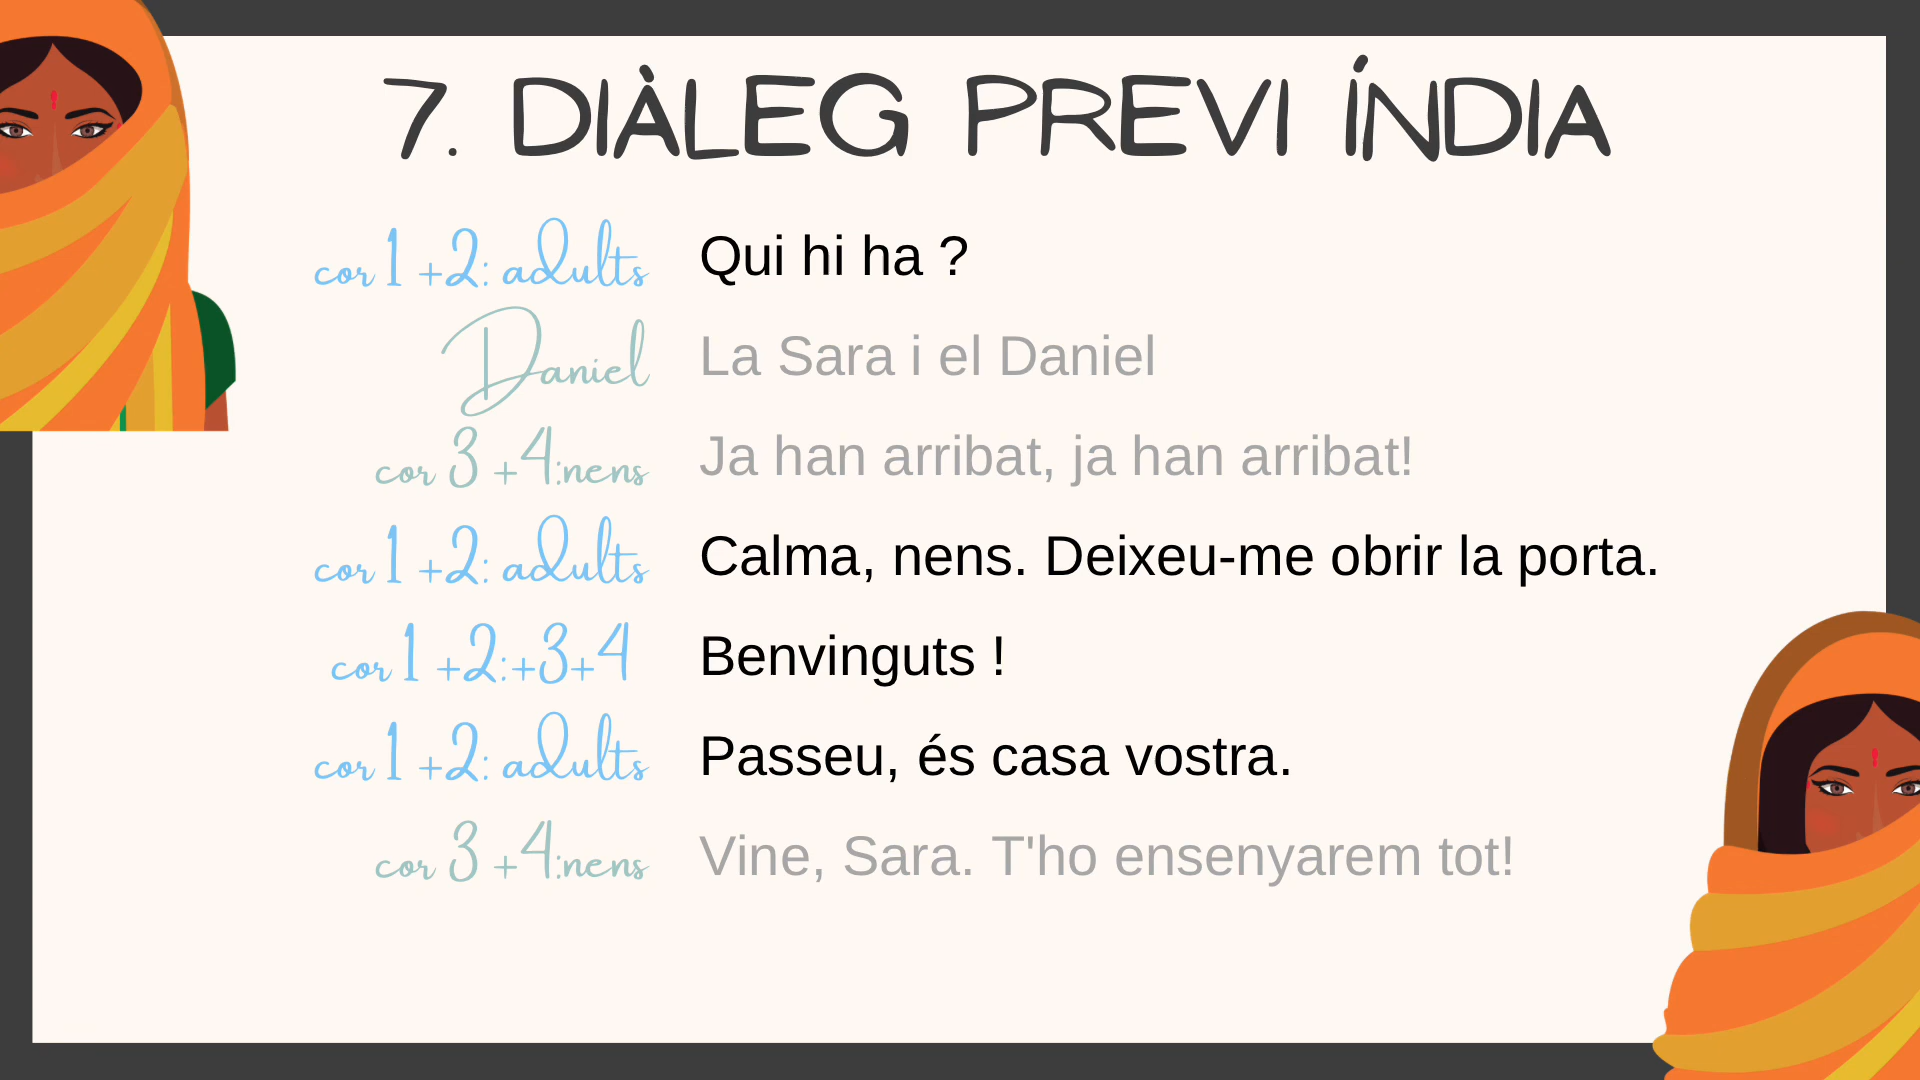 7. DIÀLEG PREVI ÍNDIA
cor 1 +2: adults Qui hi ha ?
Daniel La Sara i el Daniel
cor 3 +4:nens Ja han arribat, ja han arribat!
cor 1 +2: adults Calma, nens. Deixeu-me obrir la porta.
cor 1 +2:+3+4 Benvinguts !
cor 1 +2: adults Passeu, és casa vostra.
cor 3 +4:nens Vine, Sara. T'ho ensenyarem tot!